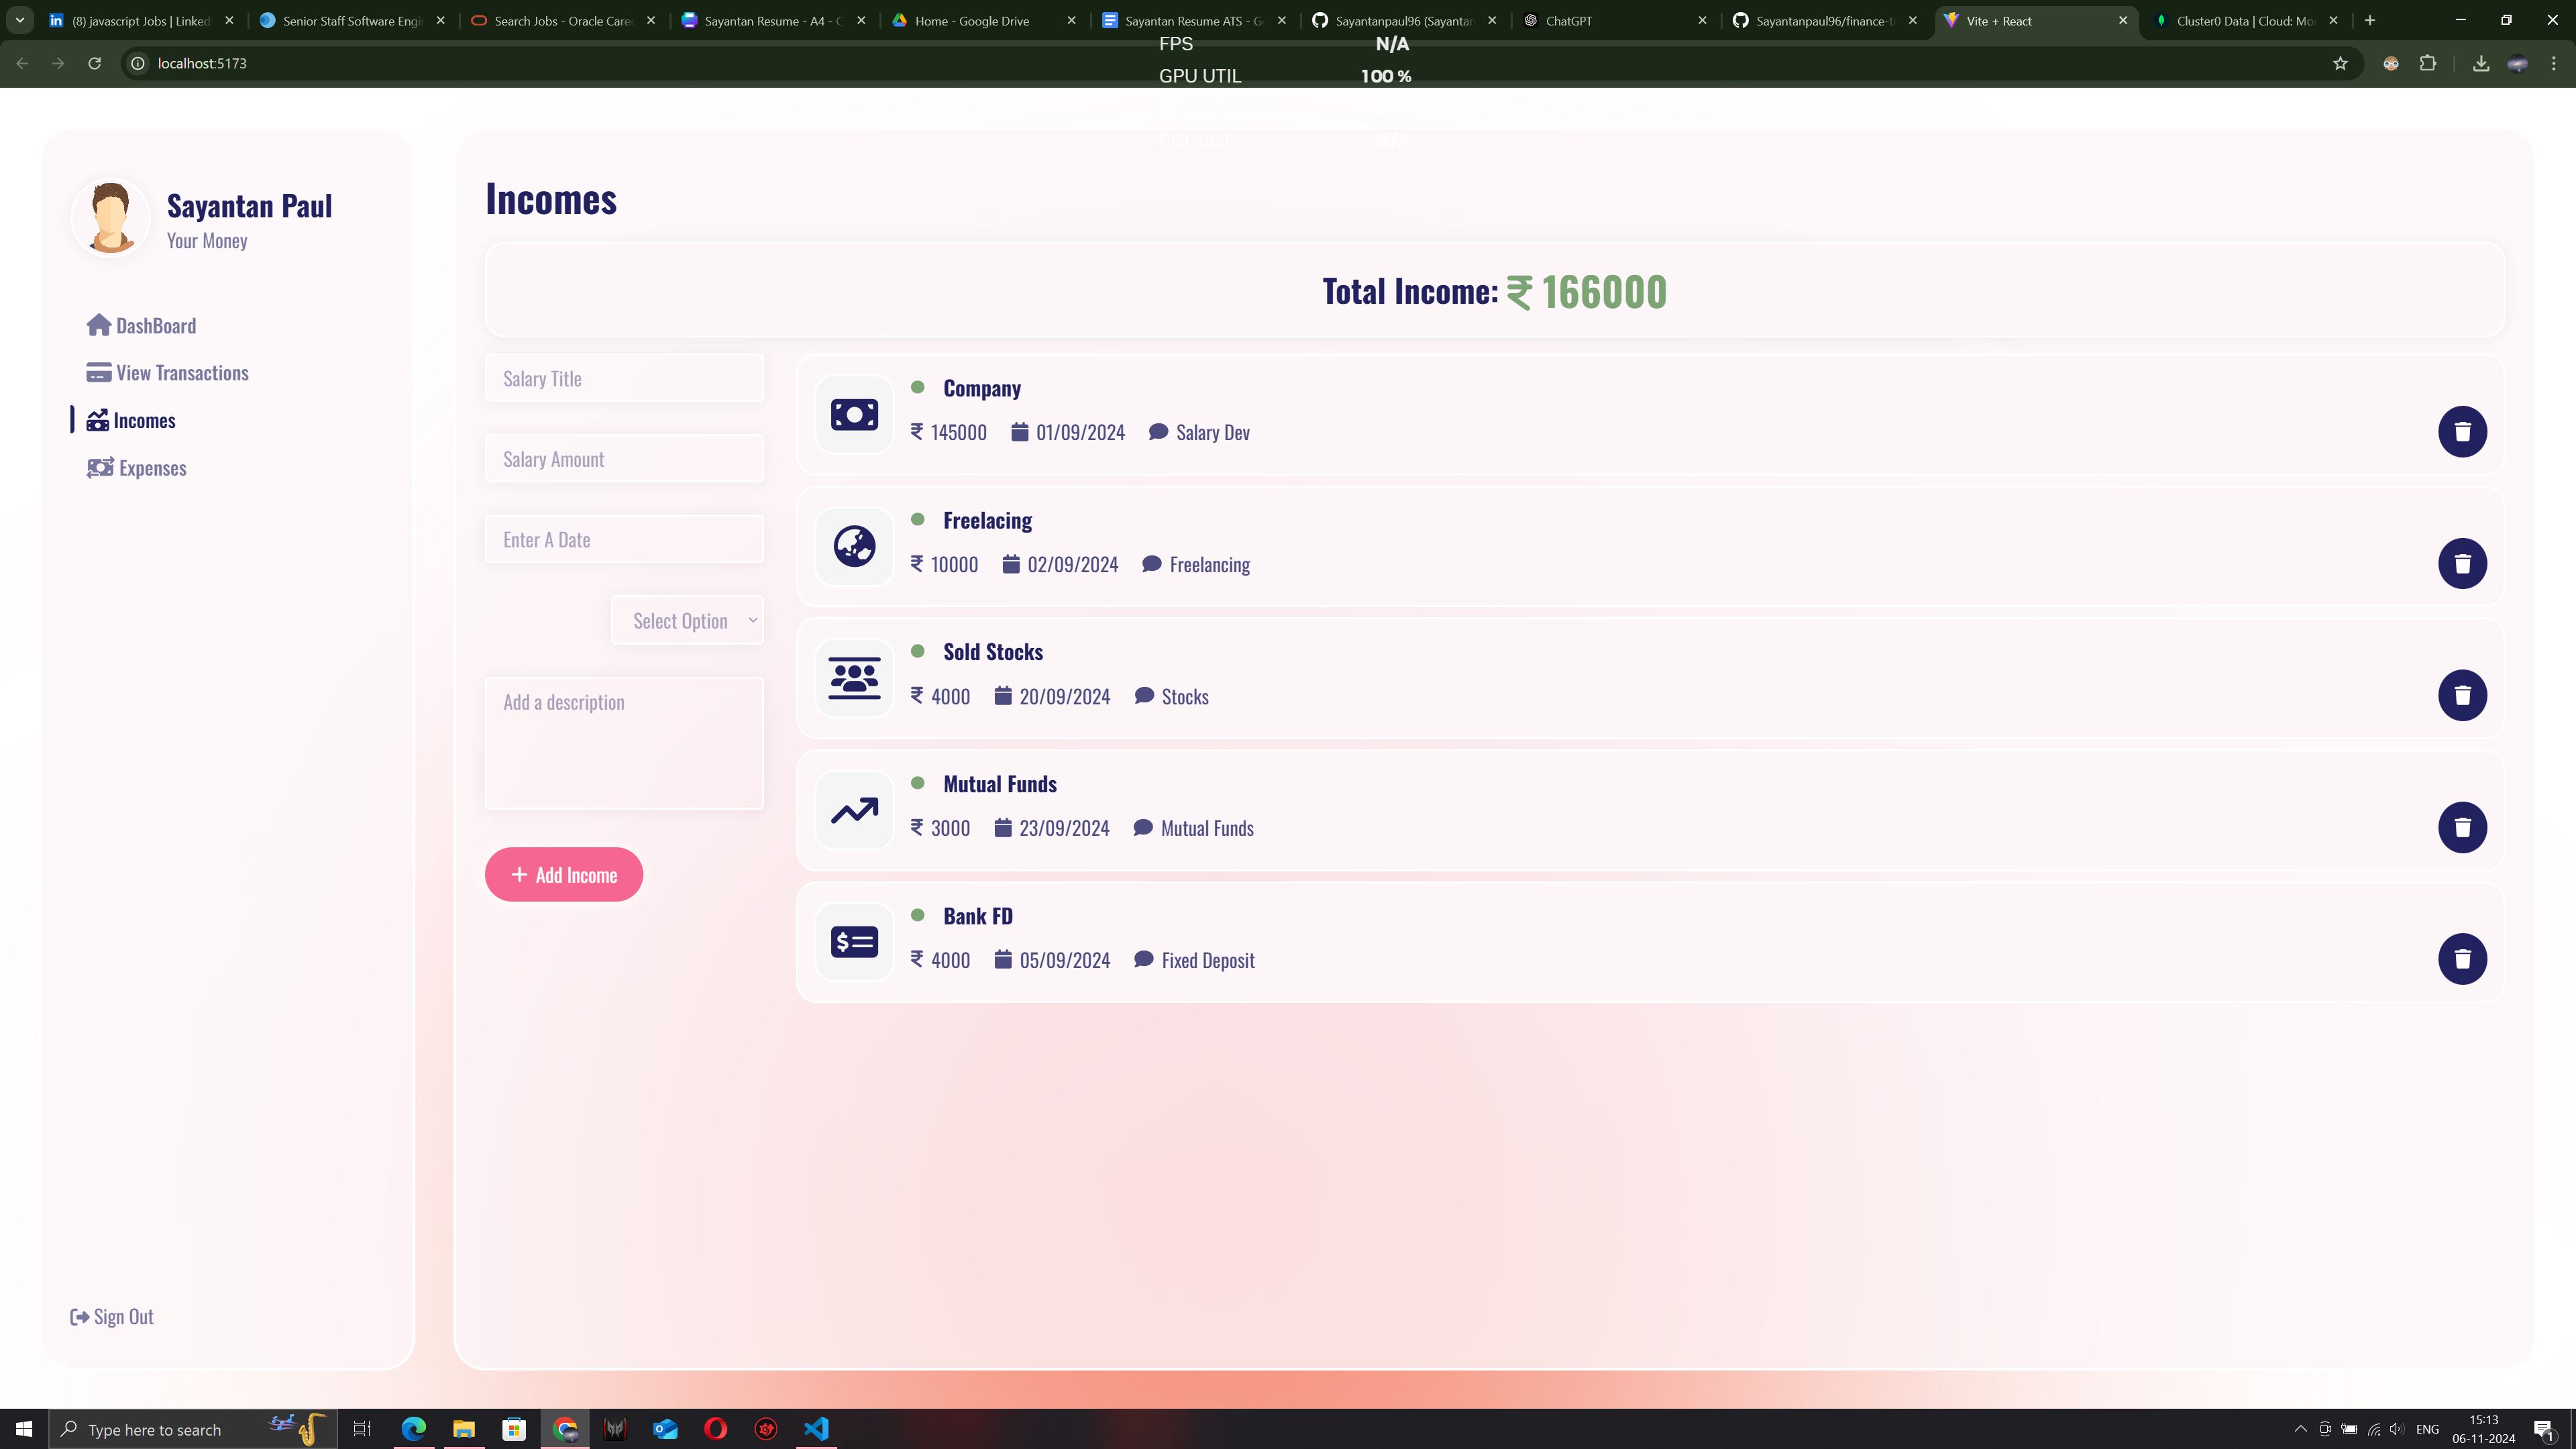 (8) javascript Jobs | Linked
Senior Staff Software Engi
Search Jobs - Oracle Care
Sayantan Resume - A4 - C
Home - Google Drive
Sayantan Resume ATS - G
Sayantanpaul96 (Sayantan
ChatGPT
Sayantanpaul96/finance-t
Vite + React
Cluster0 Data | Cloud: Mo
FPS N/A
localhost:5173
GPU UTIL 100 %
N/A
Sayantan Paul
Your Money
DashBoard
View Transactions
Incomes
Expenses
Sign Out
Incomes
Total Income: ₹ 166000
Salary Title
Salary Amount
Enter A Date
Select Option
Add a description
+ Add Income
Company
₹ 145000 01/09/2024 Salary Dev
Freelacing
₹ 10000 02/09/2024 Freelancing
Sold Stocks
₹ 4000 20/09/2024 Stocks
Mutual Funds
₹ 3000 23/09/2024 Mutual Funds
Bank FD
₹ 4000 05/09/2024 Fixed Deposit
Type here to search
ENG
15:13
06-11-2024
1